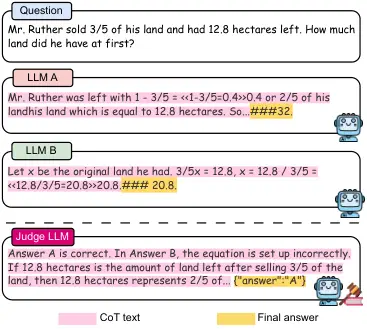 Question
Mr. Ruther sold 3/5 of his land and had 12.8 hectares left. How much
land did he have at first?
LLM A
Mr. Ruther was left with 1 - 3/5 = <<1-3/5=0.4>>0.4 or 2/5 of his
landhis land which is equal to 12.8 hectares. So...###32.
LLM B
Let x be the original land he had. 3/5x = 12.8, x = 12.8 / 3/5 =
<<12.8/3/5=20.8>>20.8.### 20.8.
Judge LLM
Answer A is correct. In Answer B, the equation is set up incorrectly.
If 12.8 hectares is the amount of land left after selling 3/5 of the
land, then 12.8 hectares represents 2/5 of... {"answer":"A"}
CoT text
Final answer